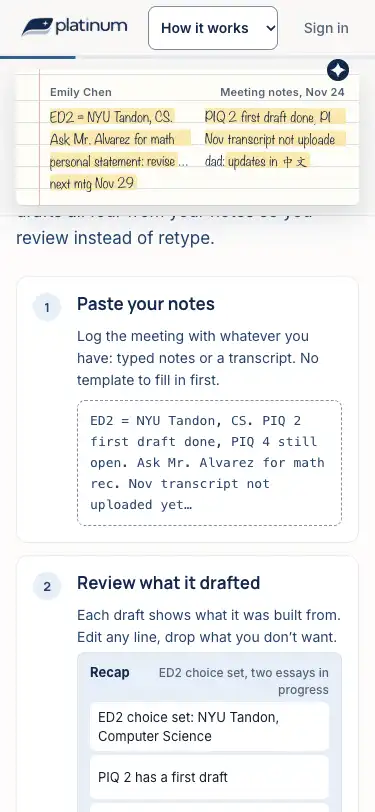 platinum
How it works
Sign in
Emily Chen
Meeting notes, Nov 24
ED2 = NYU Tandon, CS.
Ask Mr. Alvarez for math
personal statement: revise ...
next mtg Nov 29
PIQ 2 first draft done, PI
Nov transcript not uploade
dad: updates in 中文
review instead of retype.
1
Paste your notes
Log the meeting with whatever you
have: typed notes or a transcript. No
template to fill in first.
ED2 = NYU Tandon, CS. PIQ 2
first draft done, PIQ 4 still
open. Ask Mr. Alvarez for math
rec. Nov transcript not
uploaded yet…
2
Review what it drafted
Each draft shows what it was built from.
Edit any line, drop what you don’t want.
Recap
ED2 choice set, two essays in
progress
ED2 choice set: NYU Tandon,
Computer Science
PIQ 2 has a first draft